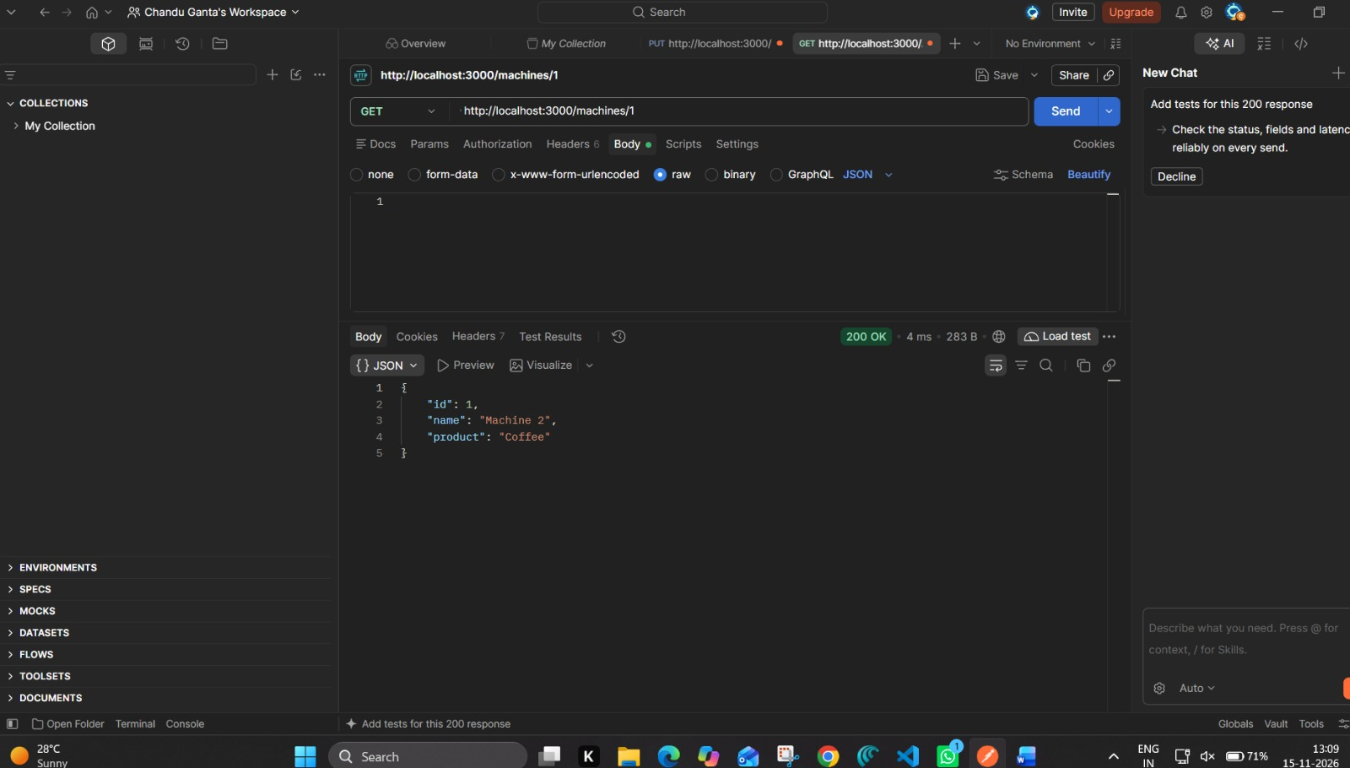 Chandu Ganta's Workspace
Search
Invite
Upgrade
Overview
My Collection
PUT http://localhost:3000/
GET http://localhost:3000/
No Environment
AI
COLLECTIONS
My Collection
HTTP
http://localhost:3000/machines/1
Save
Share
GET
http://localhost:3000/machines/1
Send
Docs
Params
Authorization
Headers 6
Body
Scripts
Settings
Cookies
none
form-data
x-www-form-urlencoded
raw
binary
GraphQL
JSON
Schema
Beautify
1
Body
Cookies
Headers 7
Test Results
200 OK
4 ms
283 B
Load test
{} JSON
Preview
Visualize
1 {
2 "id": 1,
3 "name": "Machine 2",
4 "product": "Coffee"
5 }
New Chat
Add tests for this 200 response
Check the status, fields and latenc
reliably on every send.
Decline
Describe what you need. Press @ for
context, / for Skills.
Auto
ENVIRONMENTS
SPECS
MOCKS
DATASETS
FLOWS
TOOLSETS
DOCUMENTS
Open Folder
Terminal
Console
Add tests for this 200 response
Globals
Vault
Tools
28°C
Sunny
Search
K
1
W
ENG
IN
71%
13:09
15-11-2026